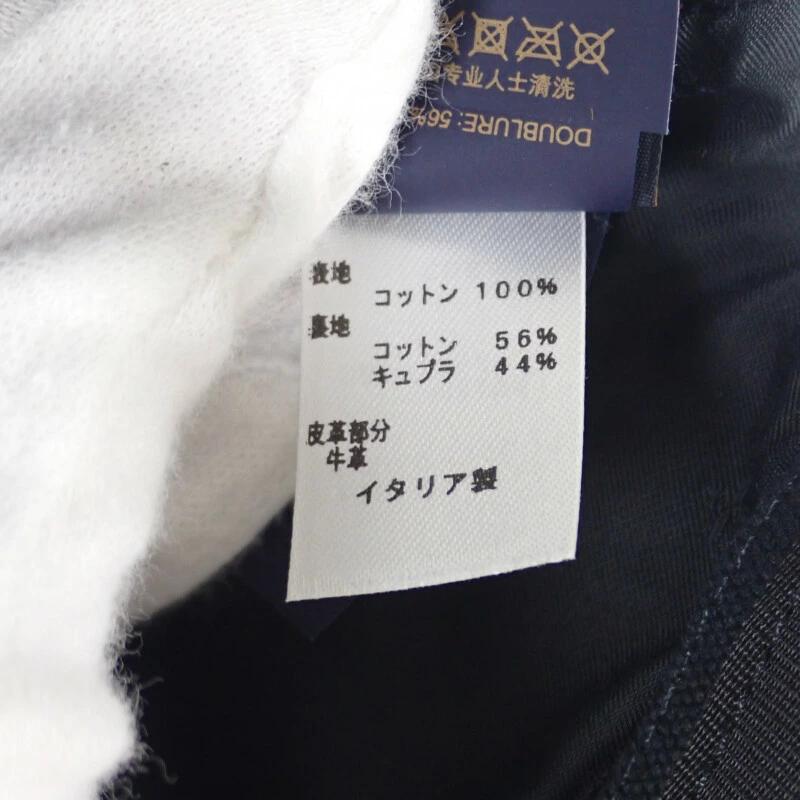 专业人士清洗
DOUBLURE: 56%
表地
コットン 100%
裏地
コットン 56%
キュプラ 44%
皮革部分
牛革
イタリア製